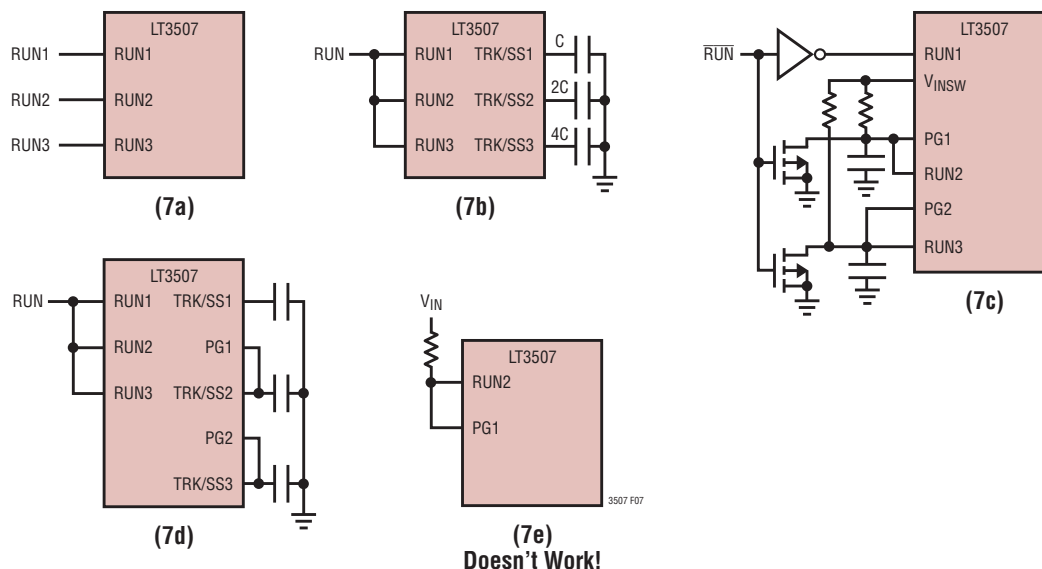 LT3507
RUN1 RUN1
RUN2 RUN2
RUN3 RUN3
(7a)
LT3507
RUN RUN1 TRK/SS1 C
RUN2 TRK/SS2 2C
RUN3 TRK/SS3 4C
(7b)
LT3507
RUN RUN1
VINSW
PG1
RUN2
PG2
RUN3
(7c)
LT3507
RUN RUN1 TRK/SS1
RUN2 PG1
RUN3 TRK/SS2
PG2
TRK/SS3
(7d)
VIN
LT3507
RUN2
PG1
3507 F07
(7e)
Doesn't Work!